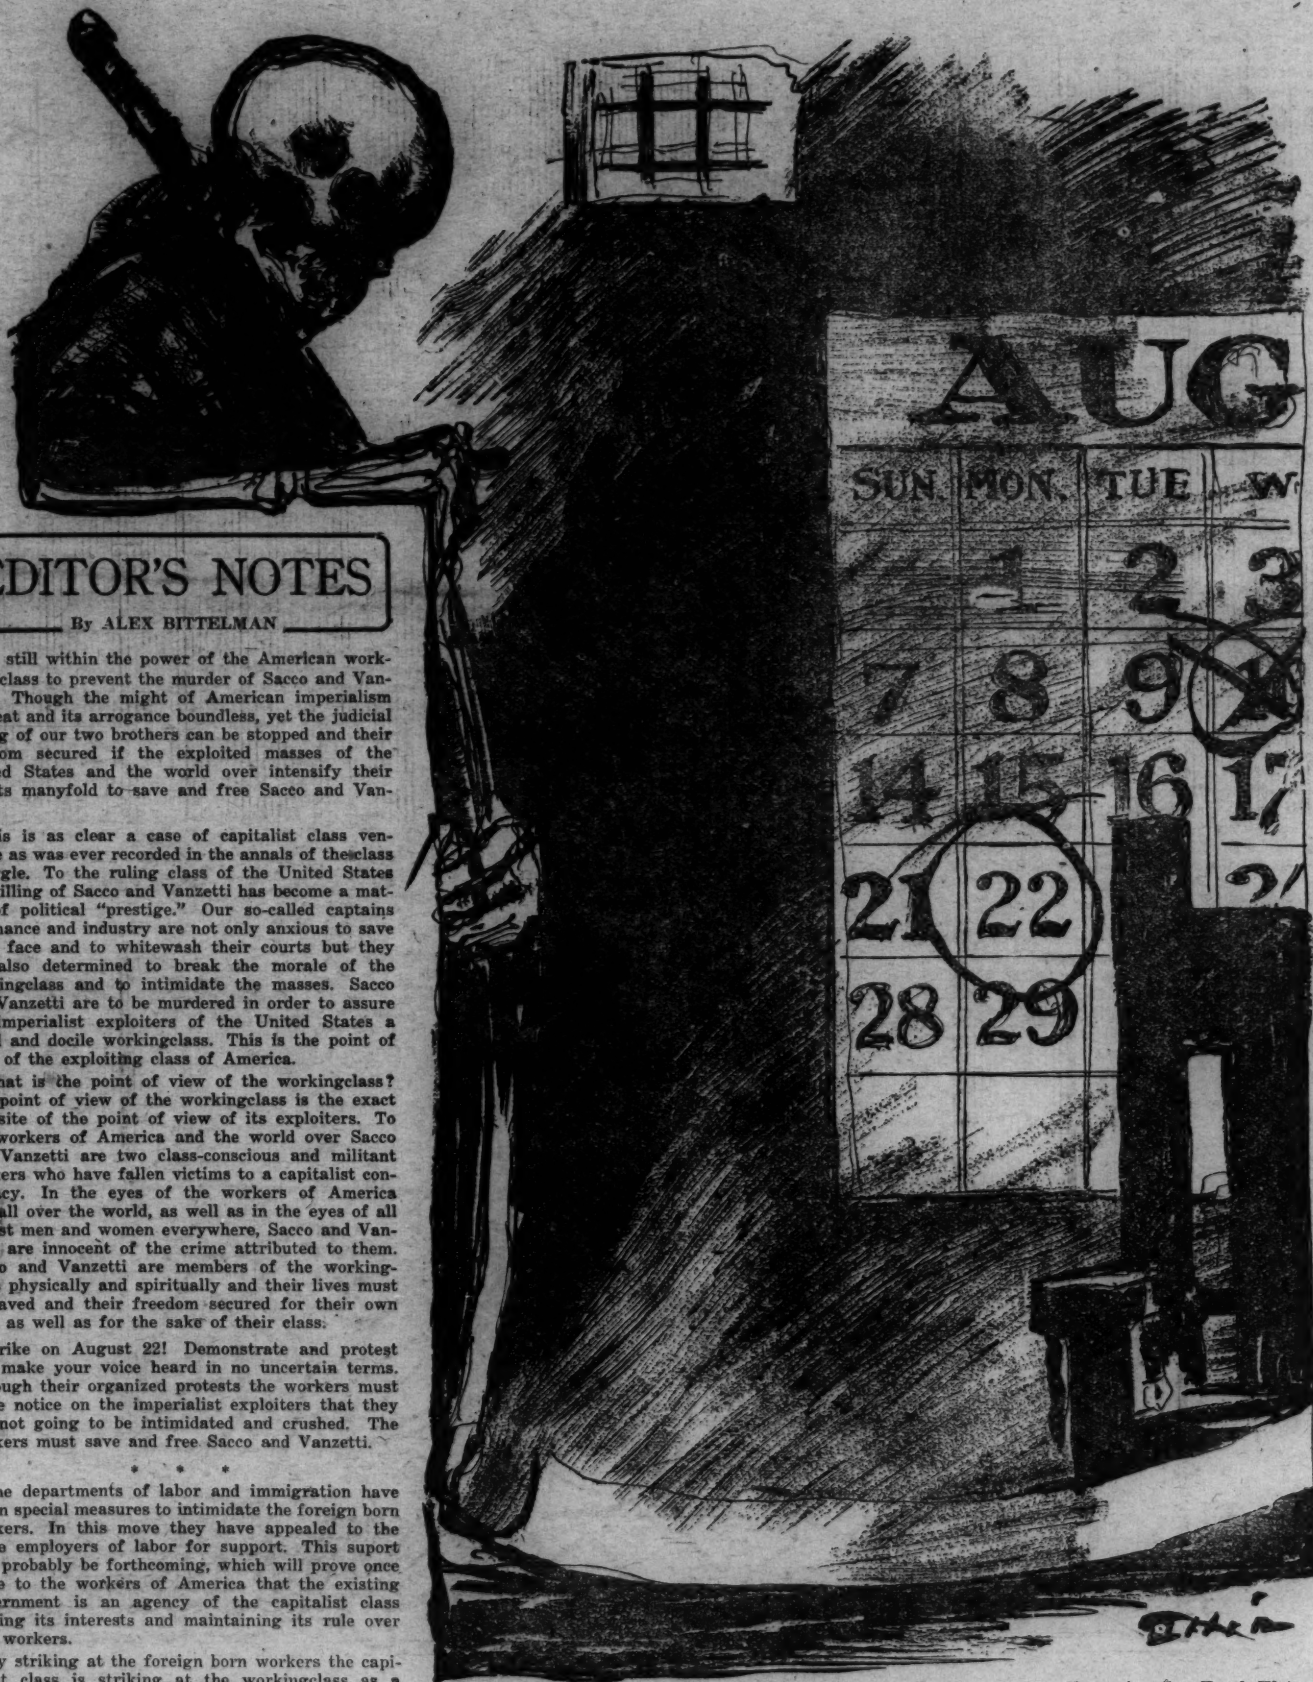 EDITOR'S NOTES
By ALEX BITTELMAN
still within the power of the American work-
class to prevent the murder of Sacco and Van-
Though the might of American imperialism
and its arrogance boundless, yet the judicial
of our two brothers can be stopped and their
secured if the exploited masses of the
States and the world over intensify their
manyfold to save and free Sacco and Van-
is as clear a case of capitalist class ven-
as was ever recorded in the annals of the class
To the ruling class of the United States
killing of Sacco and Vanzetti has become a mat-
of political "prestige." Our so-called captains
and industry are not only anxious to save
face and to whitewash their courts but they
also determined to break the morale of the
and to intimidate the masses. Sacco
Vanzetti are to be murdered in order to assure
imperialist exploiters of the United States a
and docile workingclass. This is the point of
of the exploiting class of America.
is the point of view of the workingclass?
point of view of the workingclass is the exact
of the point of view of its exploiters. To
workers of America and the world over Sacco
Vanzetti are two class-conscious and militant
who have fallen victims to a capitalist con-
In the eyes of the workers of America
all over the world, as well as in the eyes of all
men and women everywhere, Sacco and Van-
are innocent of the crime attributed to them.
and Vanzetti are members of the working-
physically and spiritually and their lives must
saved and their freedom secured for their own
as well as for the sake of their class.
on August 22! Demonstrate and protest
make your voice heard in no uncertain terms.
their organized protests the workers must
notice on the imperialist exploiters that they
not going to be intimidated and crushed. The
must save and free Sacco and Vanzetti.
* * *
departments of labor and immigration have
special measures to intimidate the foreign born
In this move they have appealed to the
employers of labor for support. This suport
probably be forthcoming, which will prove once
to the workers of America that the existing
is an agency of the capitalist class
its interests and maintaining its rule over
workers.
striking at the foreign born workers the capi-
class is striking at the workingclass as a
AUG
SUN. MON. TUE W
1 2 3
7 8 9
14 15 16 17
21 22
28 29